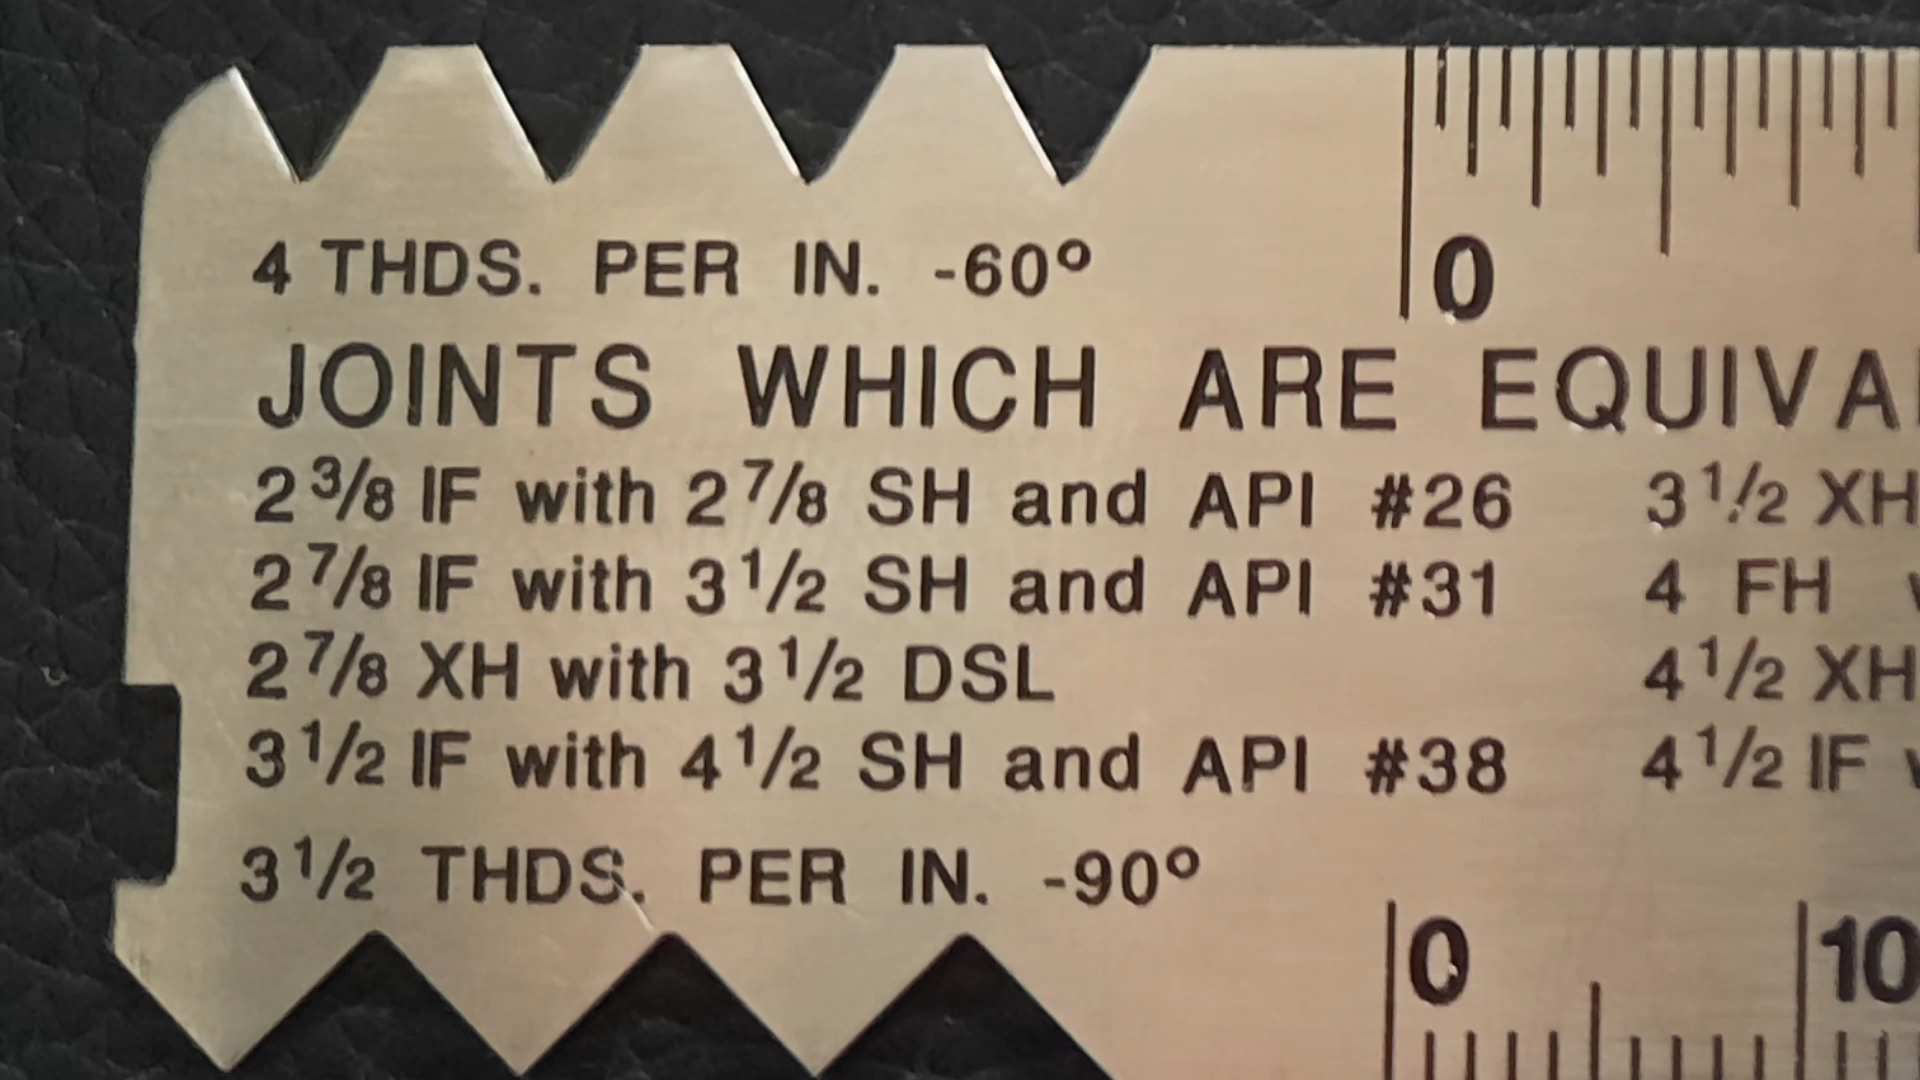 4 THDS. PER IN. -60°
0
JOINTS WHICH ARE EQUIVA
2 3/8 IF with 2 7/8 SH and API #26 3 1/2 XH
2 7/8 IF with 3 1/2 SH and API #31 4 FH
2 7/8 XH with 3 1/2 DSL 4 1/2 XH
3 1/2 IF with 4 1/2 SH and API #38 4 1/2 IF
3 1/2 THDS. PER IN. -90°
0 10